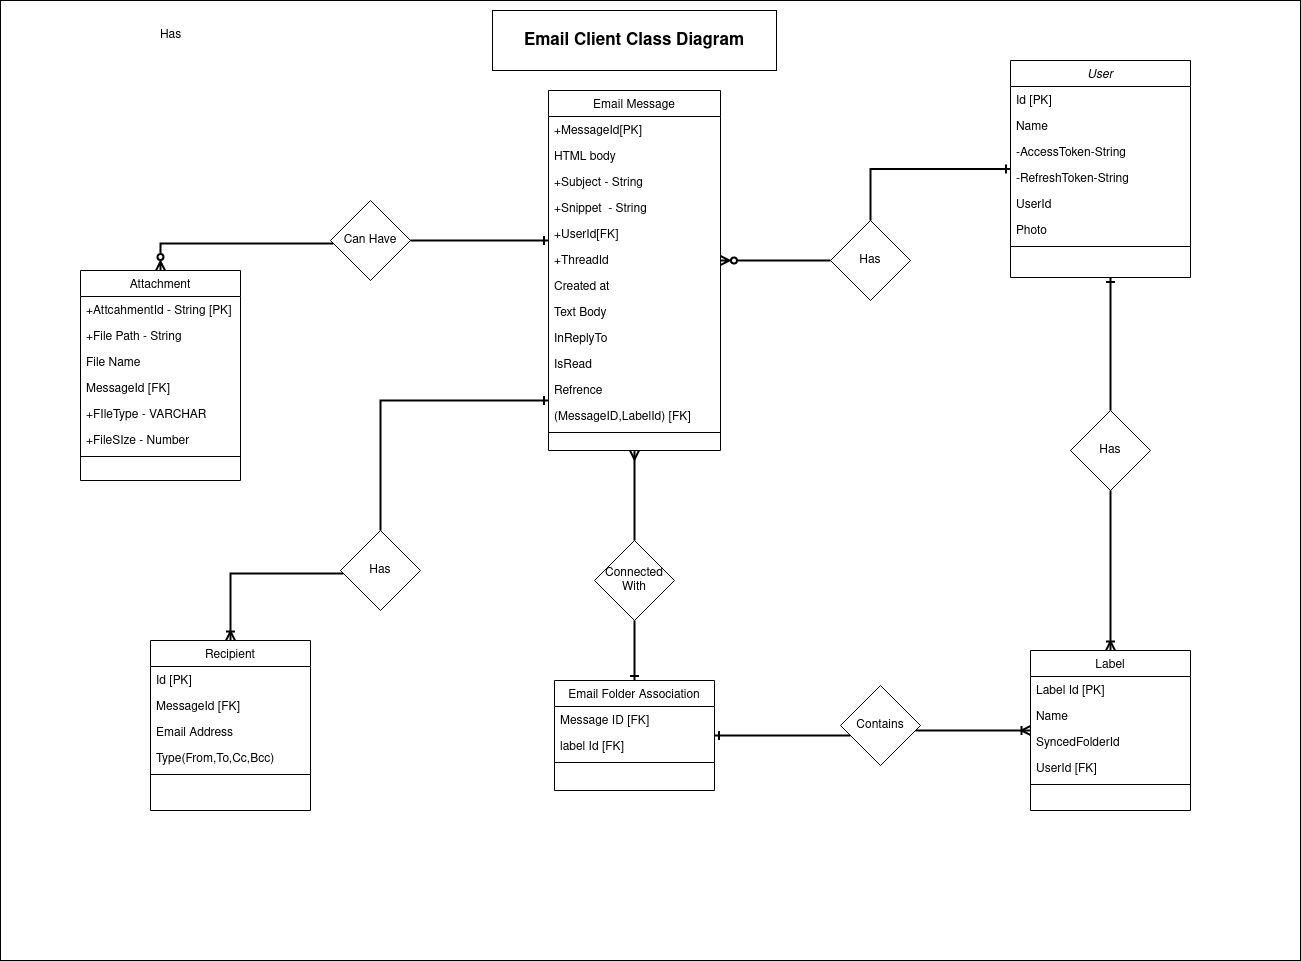 Has
Email Client Class Diagram
Email Message
+MessageId[PK]
HTML body
+Subject - String
+Snippet  - String
+UserId[FK]
+ThreadId
Created at
Text Body
InReplyTo
IsRead
Refrence
(MessageID,LabelId) [FK]
User
Id [PK]
Name
-AccessToken-String
-RefreshToken-String
UserId
Photo
Can Have
Has
Attachment
+AttcahmentId - String [PK]
+File Path - String
File Name
MessageId [FK]
+FIleType - VARCHAR
+FileSIze - Number
Has
Has
Connected
With
Recipient
Id [PK]
MessageId [FK]
Email Address
Type(From,To,Cc,Bcc)
Email Folder Association
Message ID [FK]
label Id [FK]
Contains
Label
Label Id [PK]
Name
SyncedFolderId
UserId [FK]